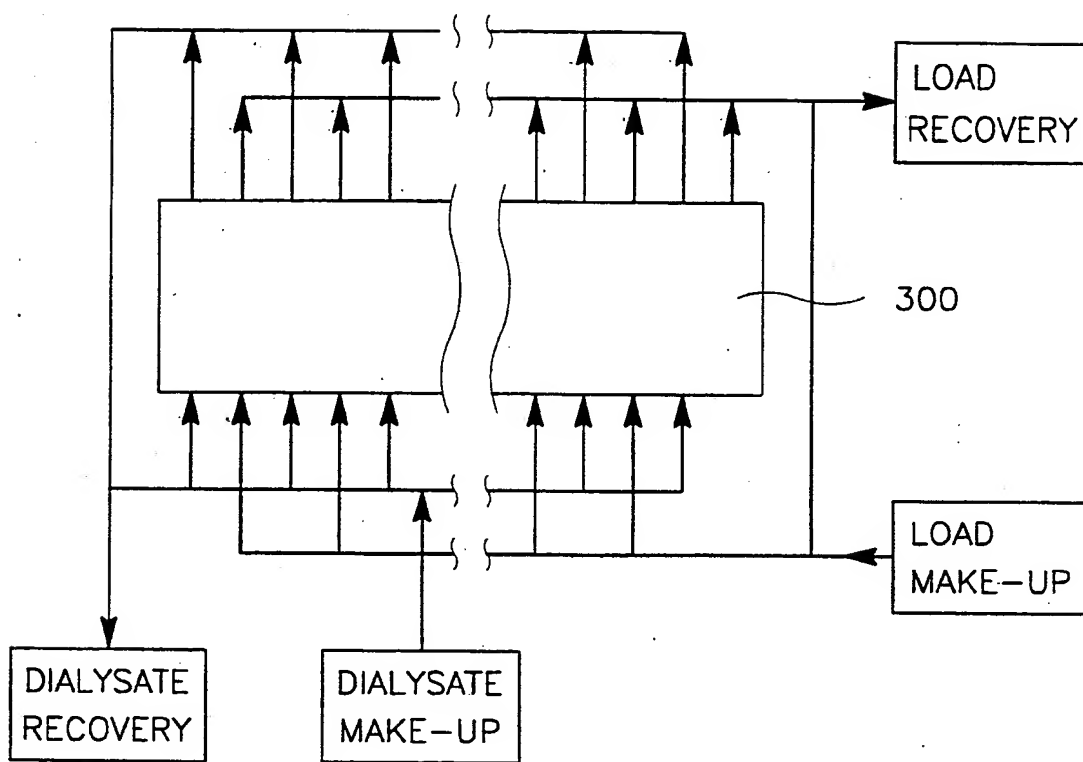 LOAD
RECOVERY
300
LOAD
MAKE-UP
DIALYSATE
RECOVERY
DIALYSATE
MAKE-UP